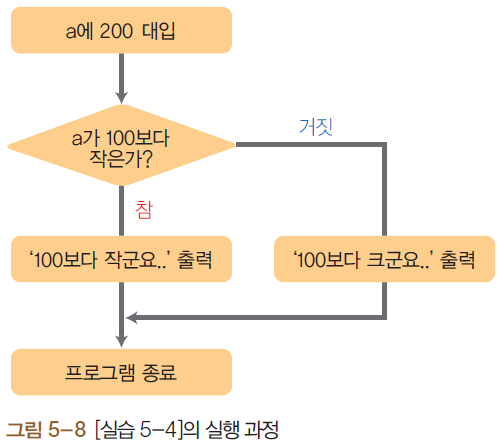 a에 200 대입
a가 100보다
작은가?
거짓
참
‘100보다 작군요..’ 출력
‘100보다 크군요..’ 출력
프로그램 종료
그림 5-8 [실습 5-4]의 실행 과정